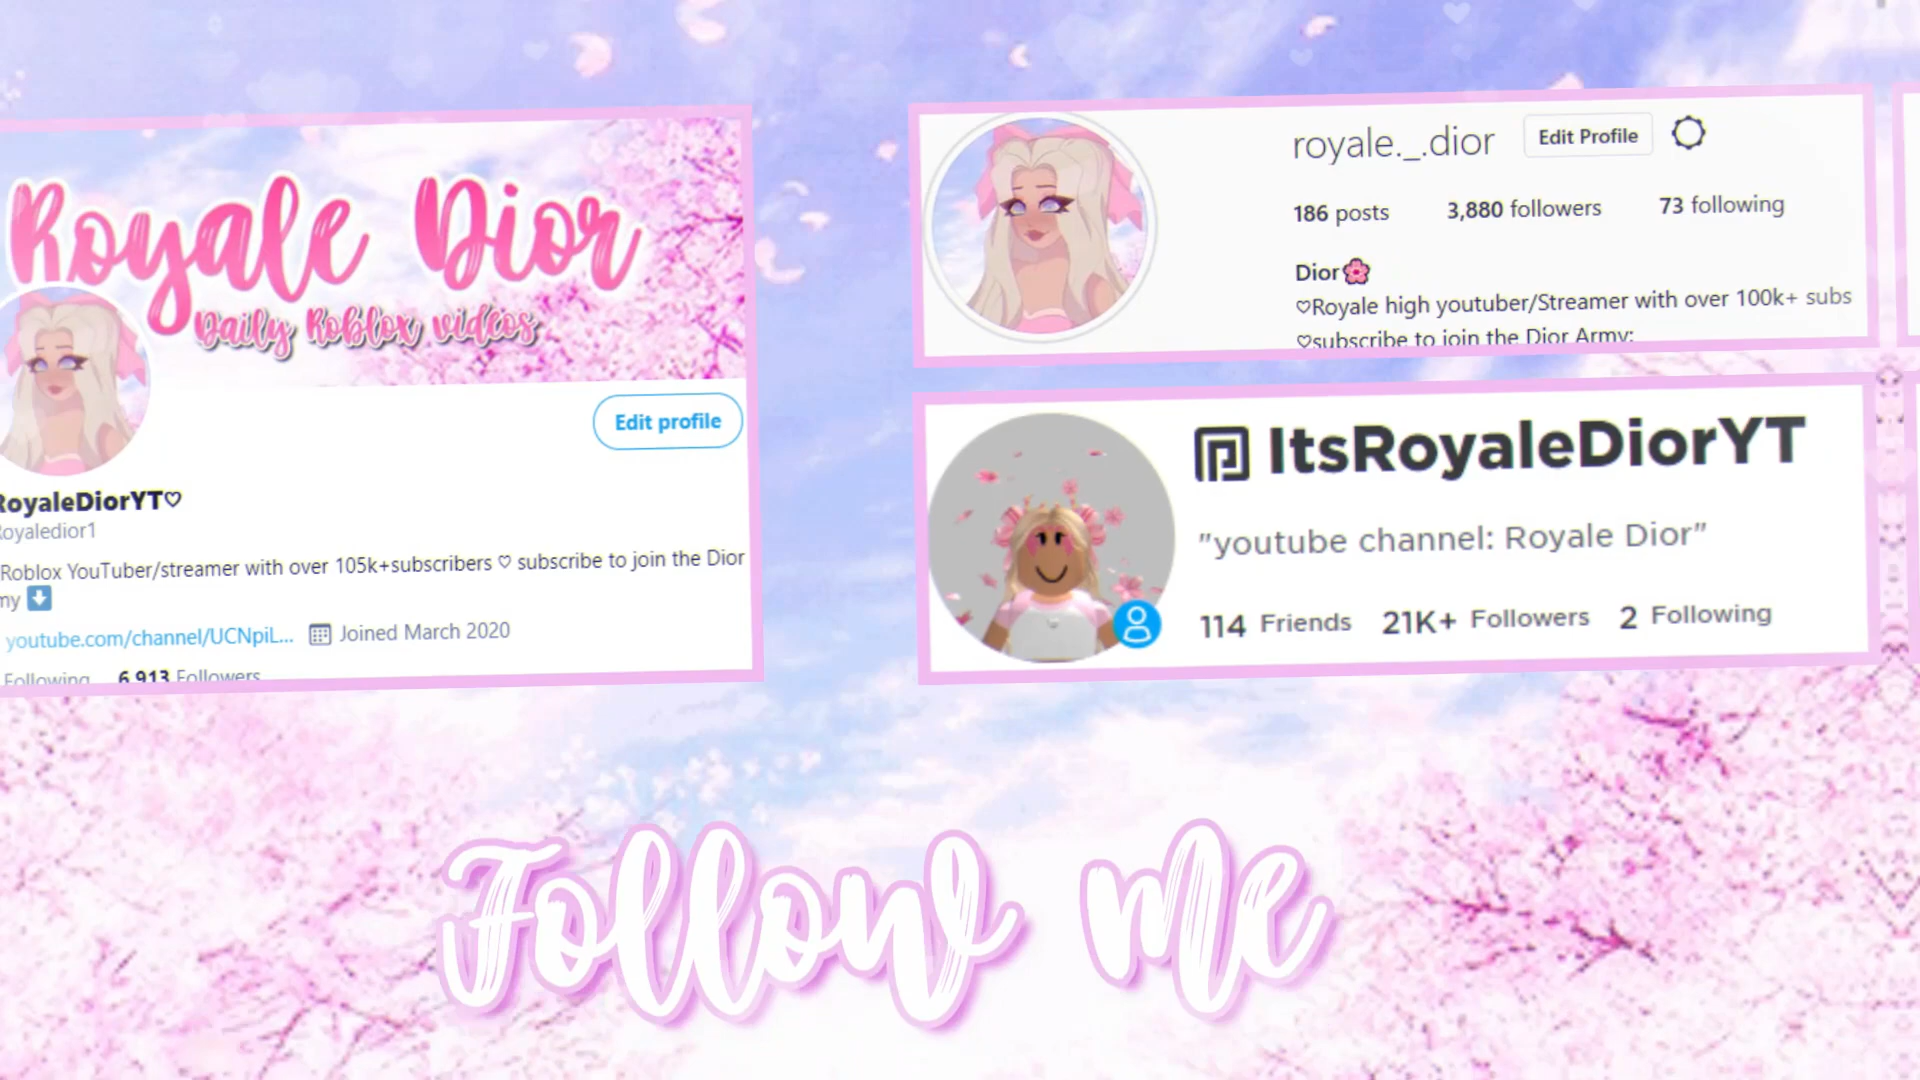 Royale Dior
Daily Roblox videos
Edit profile
RoyaleDiorYT♡
oyaledior1
Roblox YouTuber/streamer with over 105k+subscribers ♡ subscribe to join the Dior
my ⬇️
youtube.com/channel/UCNpiL... Joined March 2020
Following 6,913 Followers
royale._.dior Edit Profile
186 posts 3,880 followers 73 following
Dior🌸
♡Royale high youtuber/Streamer with over 100k+ subs
♡subscribe to join the Dior Army:
ItsRoyaleDiorYT
"youtube channel: Royale Dior"
114 Friends 21K+ Followers 2 Following
Follow me